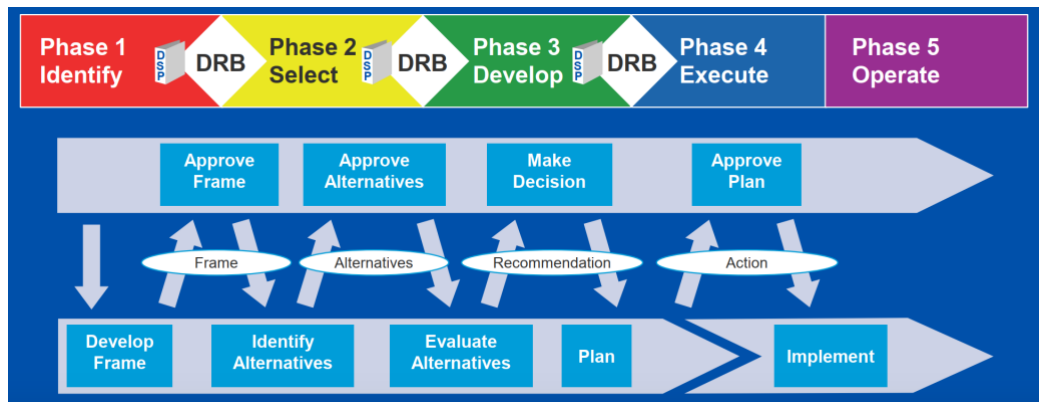 Phase 1
Identify
DSP
DRB
Phase 2
Select
DSP
DRB
Phase 3
Develop
DSP
DRB
Phase 4
Execute
Phase 5
Operate
Approve
Frame
Approve
Alternatives
Make
Decision
Approve
Plan
Frame
Alternatives
Recommendation
Action
Develop
Frame
Identify
Alternatives
Evaluate
Alternatives
Plan
Implement